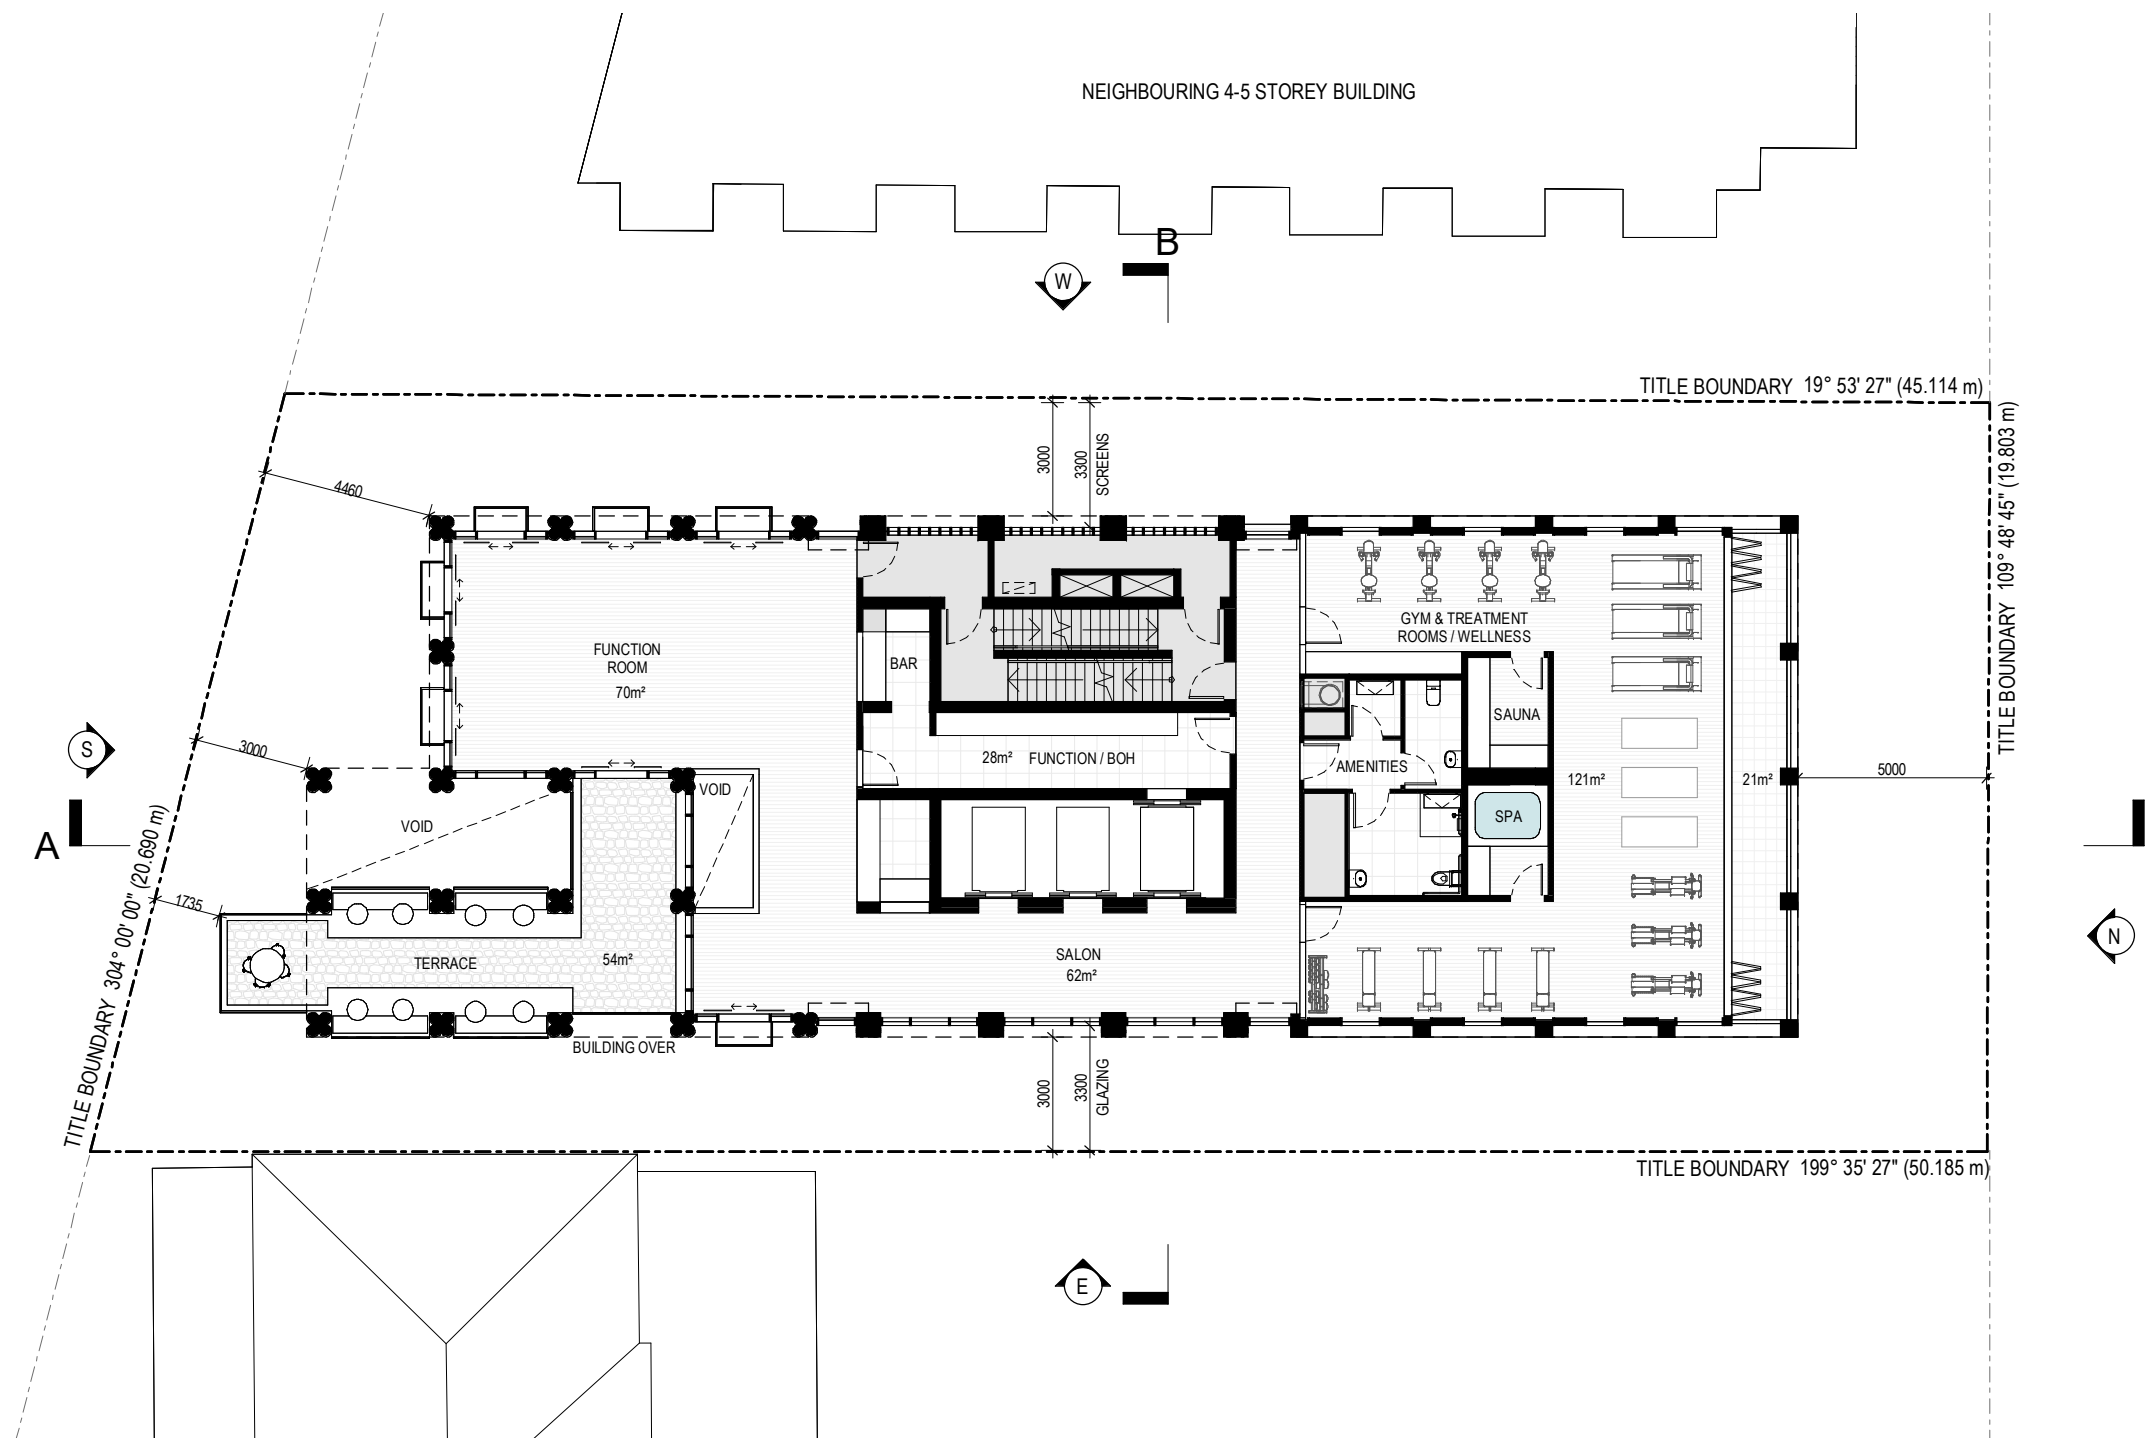 NEIGHBOURING 4-5 STOREY BUILDING
B
W
TITLE BOUNDARY 19° 53' 27" (45.114 m)
TITLE BOUNDARY 109° 48' 45" (19.803 m)
3000
3300
SCREENS
4460
FUNCTION
ROOM
70m²
BAR
GYM & TREATMENT
ROOMS / WELLNESS
SAUNA
S
3000
28m² FUNCTION / BOH
AMENITIES
121m²
21m²
5000
VOID
VOID
SPA
A
N
1735
TERRACE
54m²
SALON
62m²
TITLE BOUNDARY 304° 00' 00" (20.690 m)
BUILDING OVER
3000
3300
GLAZING
TITLE BOUNDARY 199° 35' 27" (50.185 m)
E